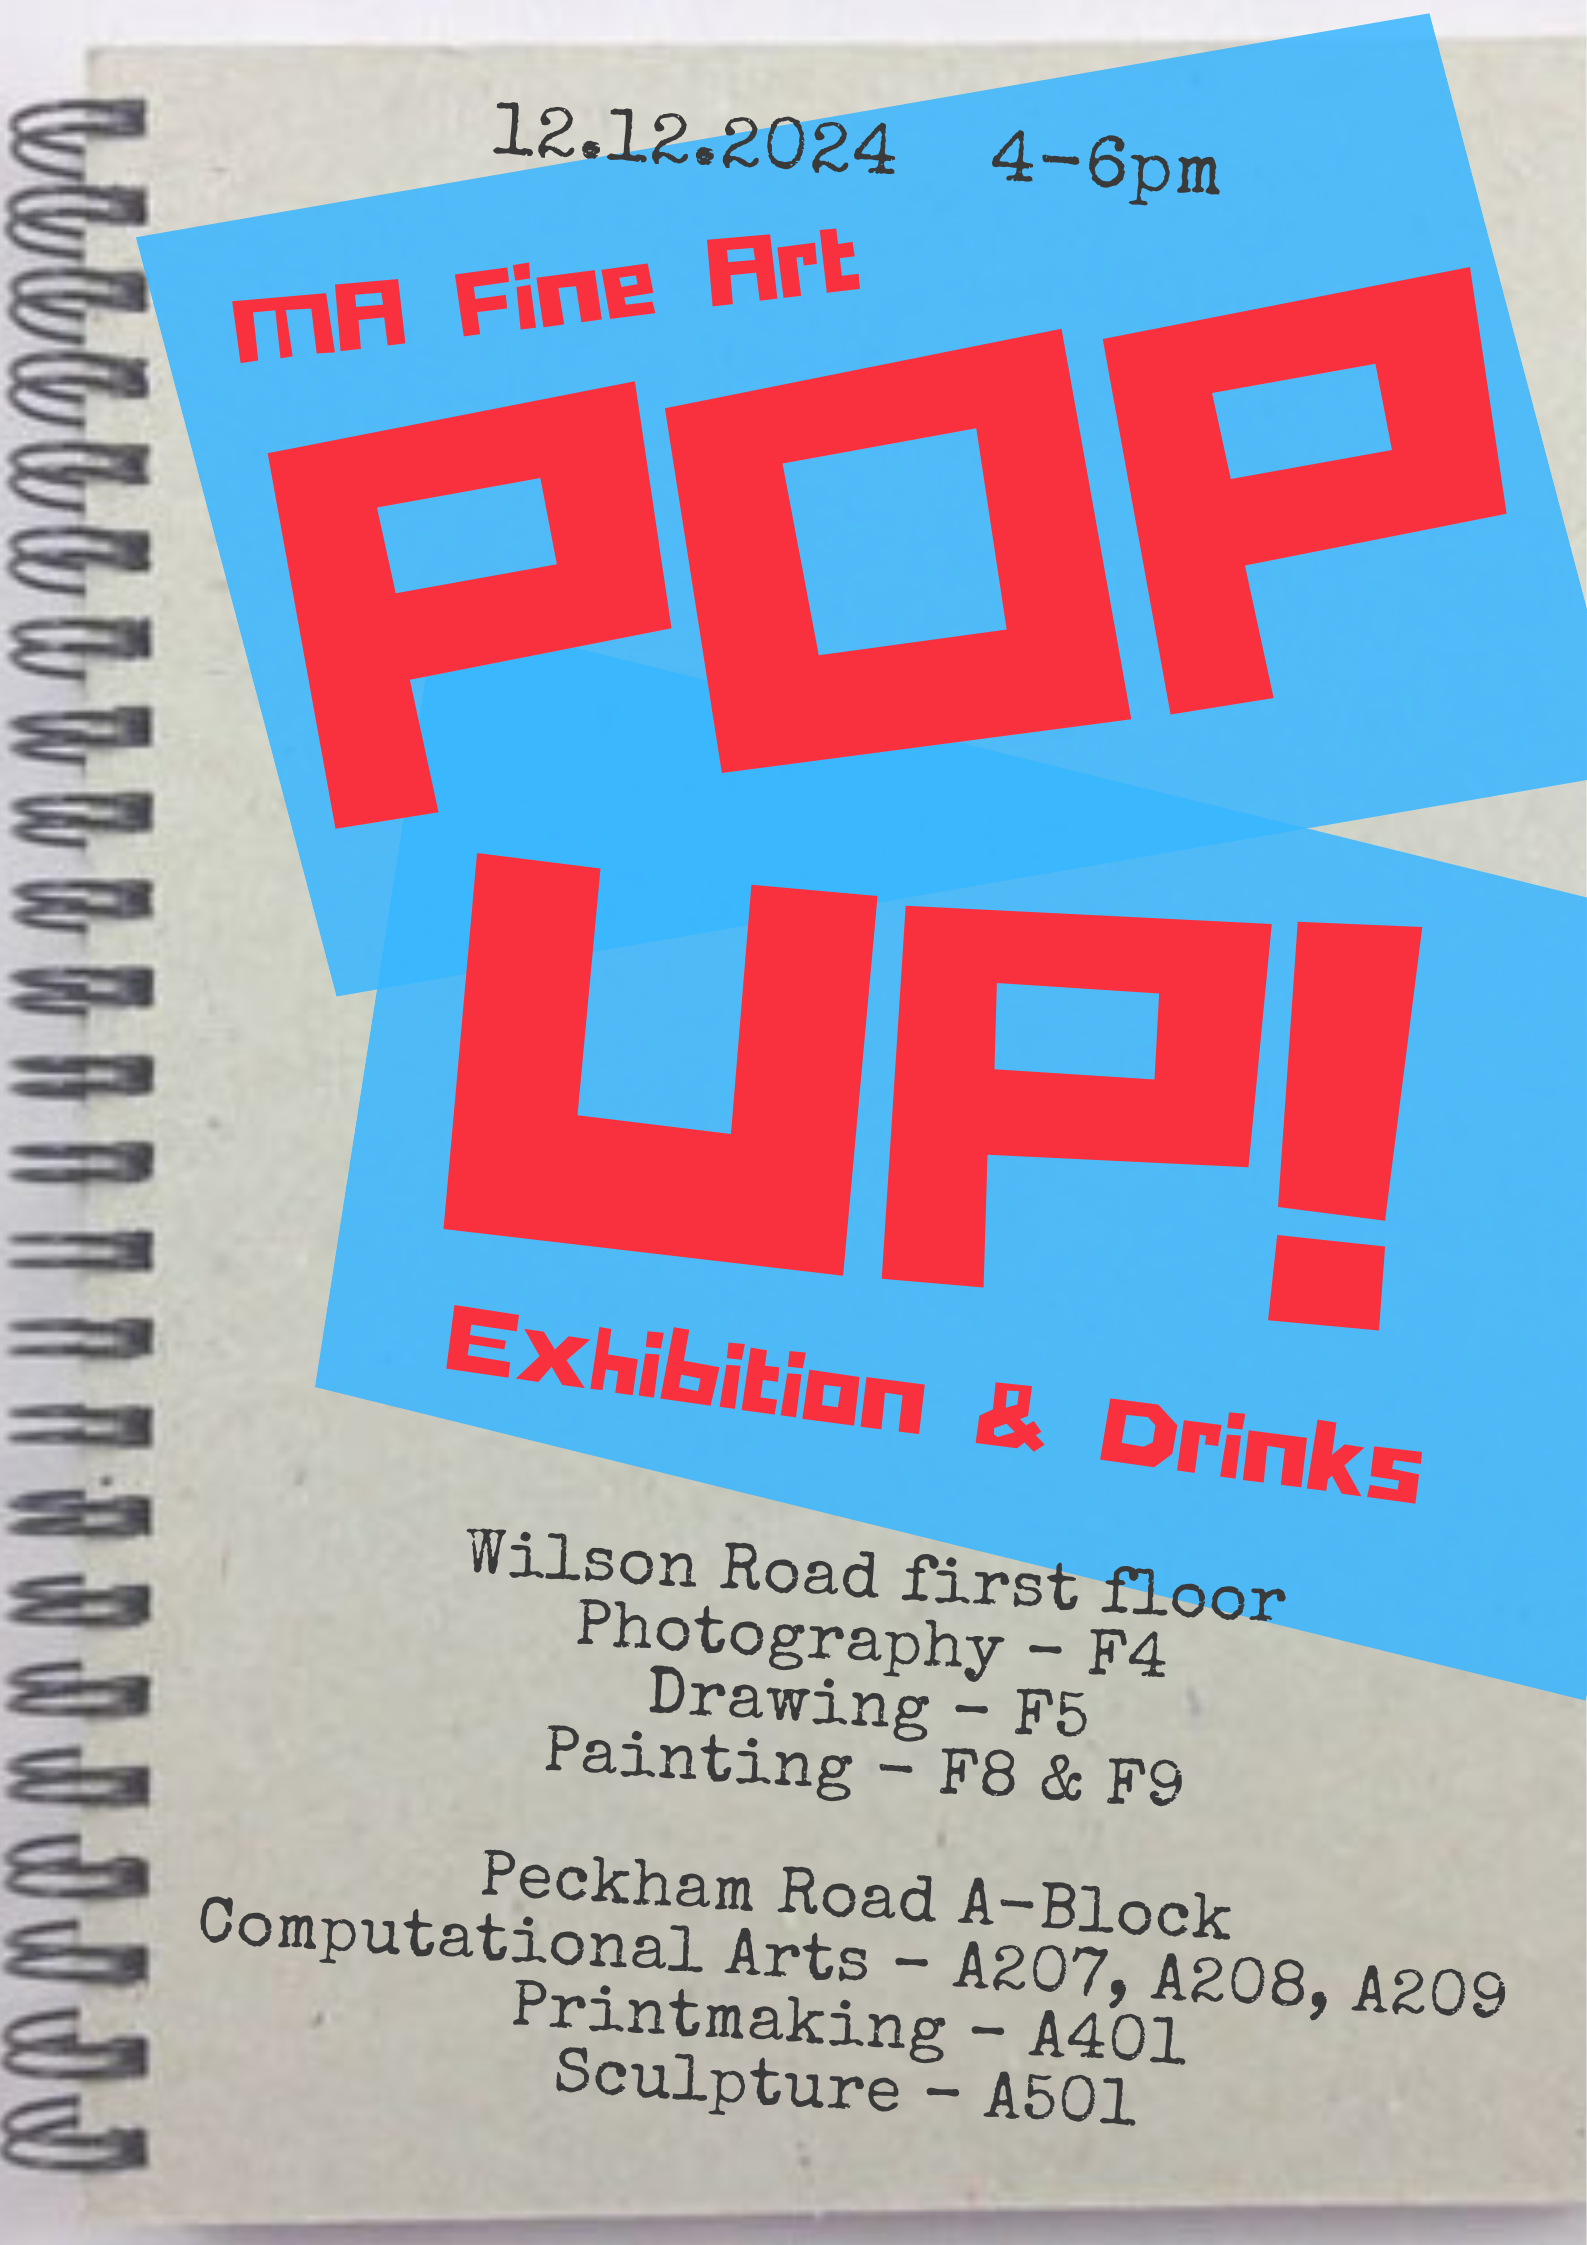 12.12.2024 4-6pm
MA Fine Art
POP
UP!
Exhibition & Drinks
Wilson Road first floor
Photography - F4
Drawing - F5
Painting - F8 & F9
Peckham Road A-Block
Computational Arts - A207, A208, A209
Printmaking - A401
Sculpture - A501